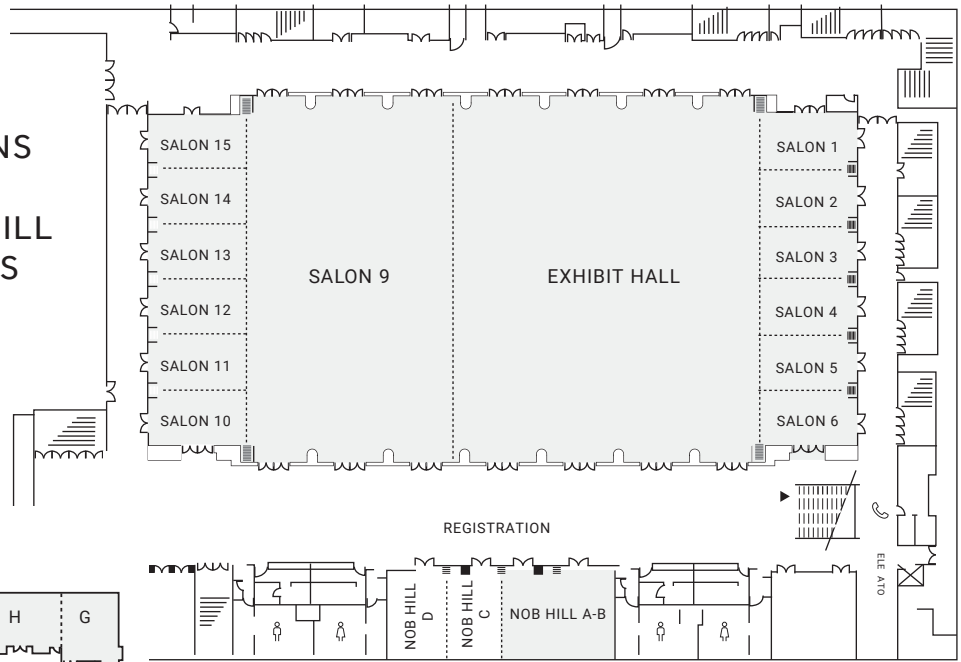 NS
ILL
S
SALON 15
SALON 14
SALON 13
SALON 12
SALON 11
SALON 10
SALON 9
EXHIBIT HALL
SALON 1
SALON 2
SALON 3
SALON 4
SALON 5
SALON 6
REGISTRATION
ELE ATO
NOB HILL
D
NOB HILL
C
NOB HILL A-B
H
G